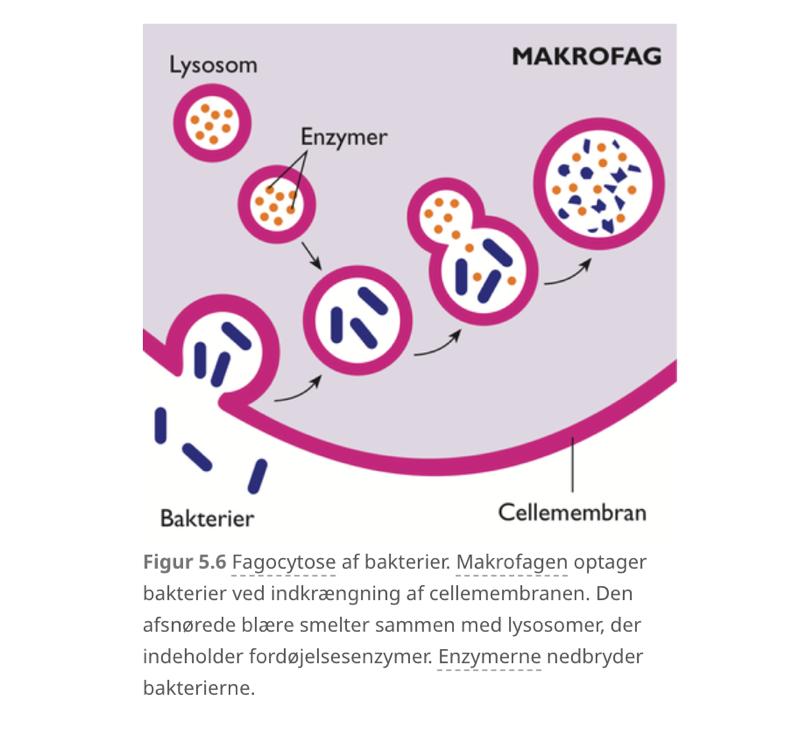 Lysosom
MAKROFAG
Enzymer
Bakterier
Cellemembran
Figur 5.6 Fagocytose af bakterier. Makrofagen optager
bakterier ved indkrængning af cellemembranen. Den
afsnørede blære smelter sammen med lysosomer, der
indeholder fordøjelsesenzymer. Enzymerne nedbryder
bakterierne.